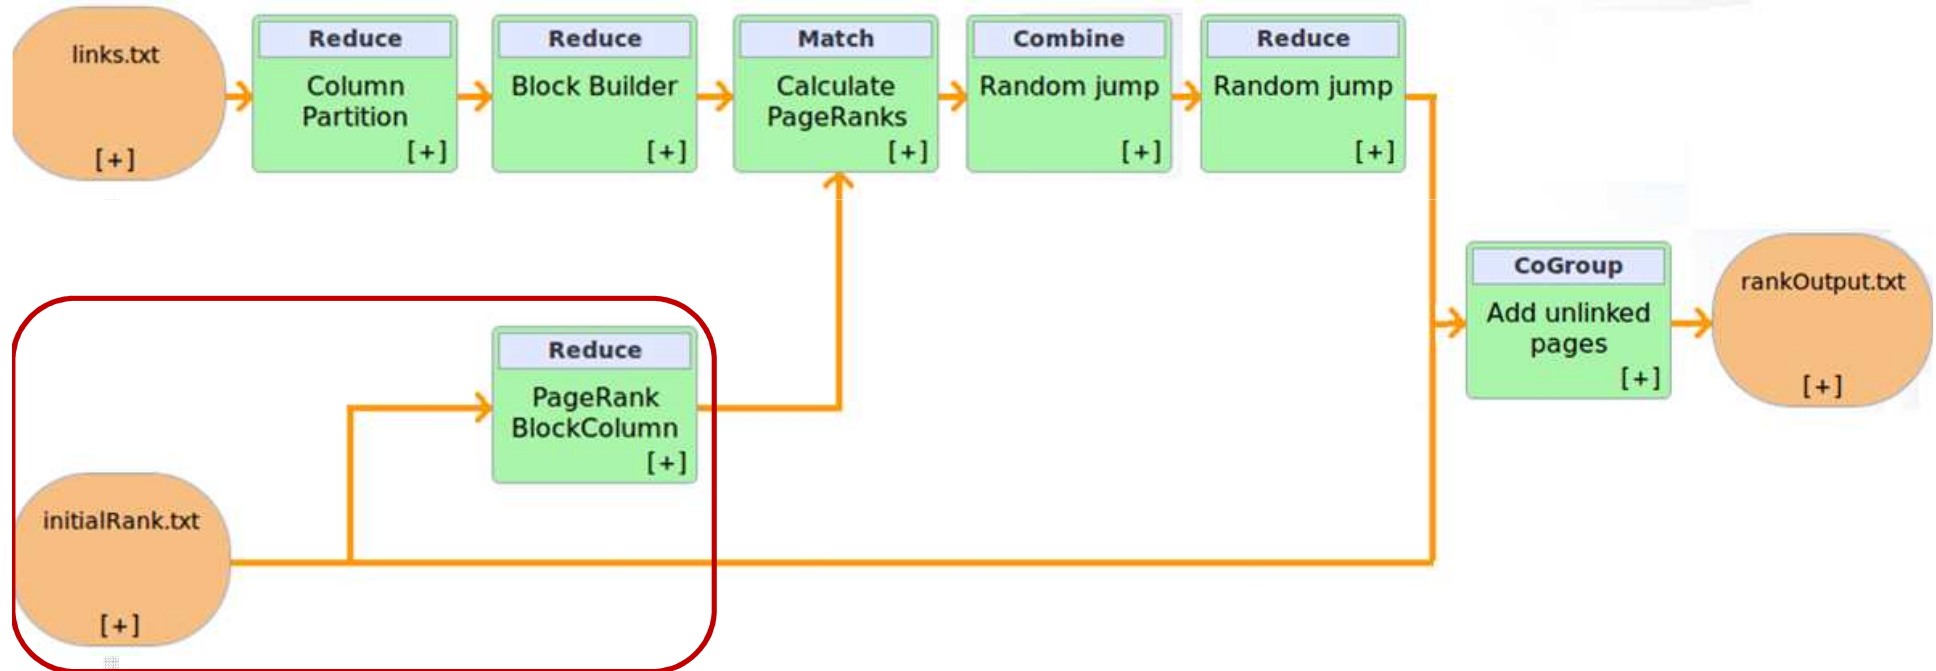 links.txt
[+]
Reduce
Column
Partition
[+]
Reduce
Block Builder
[+]
Match
Calculate
PageRanks
[+]
Combine
Random jump
[+]
Reduce
Random jump
[+]
CoGroup
Add unlinked
pages
[+]
rankOutput.txt
[+]
Reduce
PageRank
BlockColumn
[+]
initialRank.txt
[+]